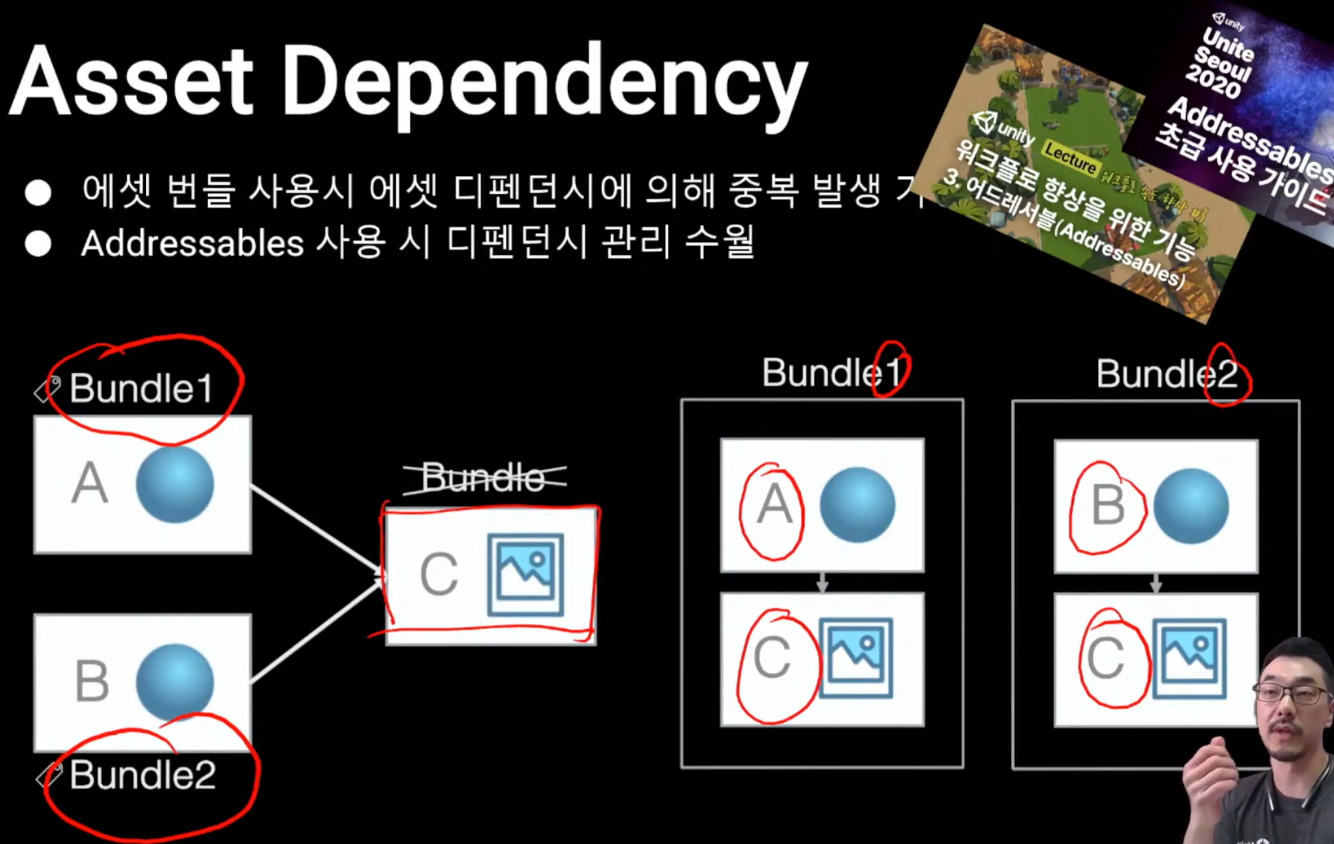 Asset Dependency
에셋 번들 사용시 에셋 디펜던시에 의해 중복 발생
Addressables 사용 시 디펜던시 관리 수월
unity
Unite
Seoul
2020
Addressables
초급 사용 가이드
unity Lecture
워크플로 향상을 위한 기능
3. 어드레서블(Addressables)
Bundle1
A
B
Bundle2
Bundle
C
Bundle1
A
C
Bundle2
B
C